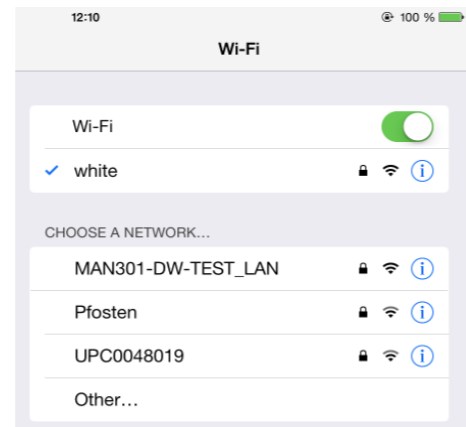 12:10 100 %
Wi-Fi
Wi-Fi
white
CHOOSE A NETWORK...
MAN301-DW-TEST_LAN
Pfosten
UPC0048019
Other...